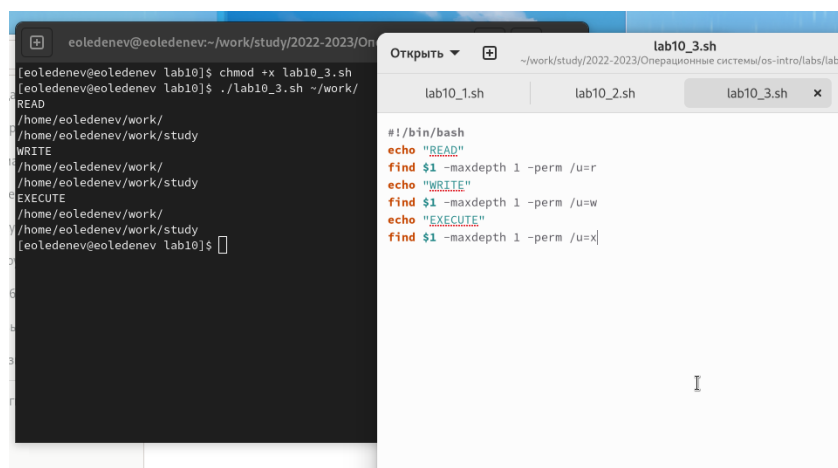 eoledenev@eoledenev:~/work/study/2022-2023/On
[eoledenev@eoledenev lab10]$ chmod +x lab10_3.sh
[eoledenev@eoledenev lab10]$ ./lab10_3.sh ~/work/
READ
/home/eoledenev/work/
/home/eoledenev/work/study
WRITE
/home/eoledenev/work/
/home/eoledenev/work/study
EXECUTE
/home/eoledenev/work/
/home/eoledenev/work/study
[eoledenev@eoledenev lab10]$
Открыть
lab10_3.sh
~/work/study/2022-2023/Операционные системы/os-intro/labs/lab
lab10_1.sh
lab10_2.sh
lab10_3.sh
#!/bin/bash
echo "READ"
find $1 -maxdepth 1 -perm /u=r
echo "WRITE"
find $1 -maxdepth 1 -perm /u=w
echo "EXECUTE"
find $1 -maxdepth 1 -perm /u=x